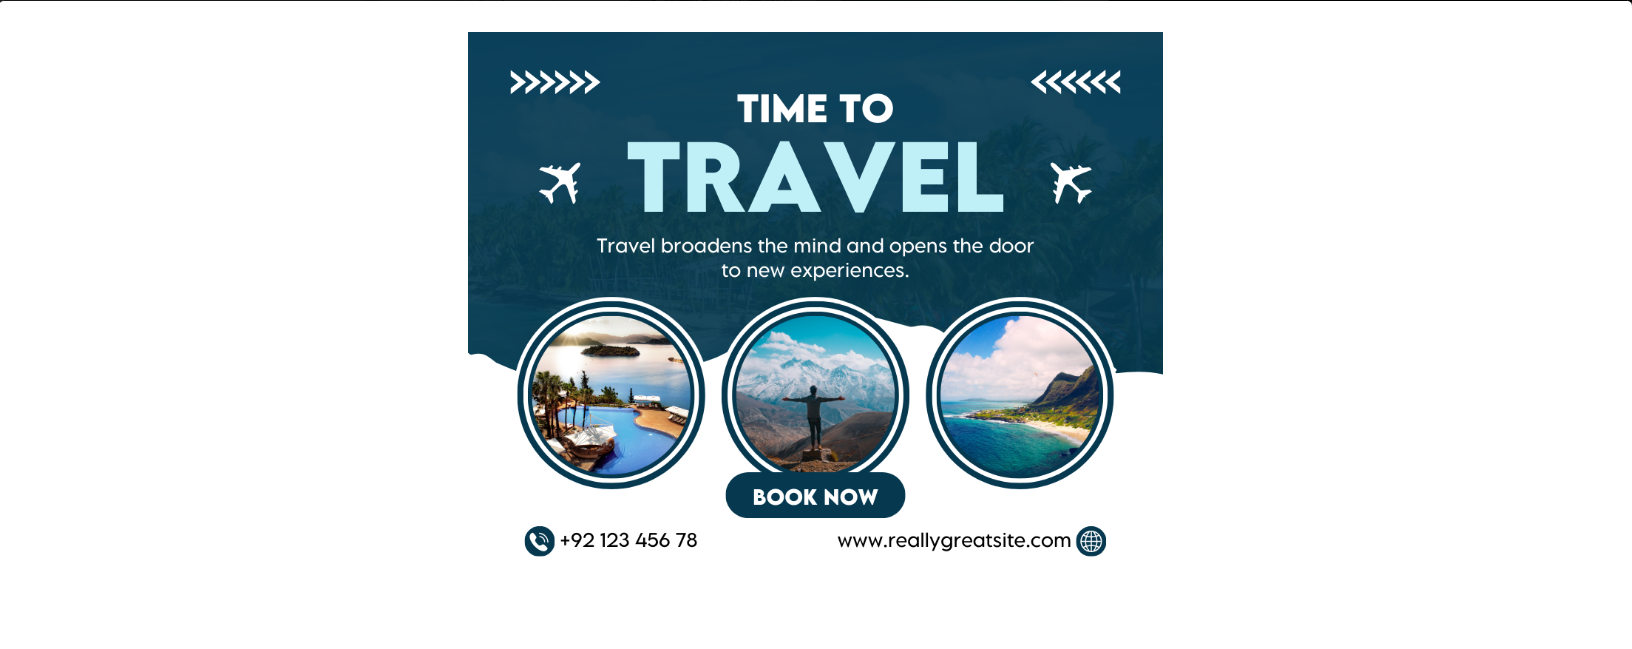 TIME TO
TRAVEL
Travel broadens the mind and opens the door
to new experiences.
BOOK NOW
+92 123 456 78
www.reallygreatsite.com